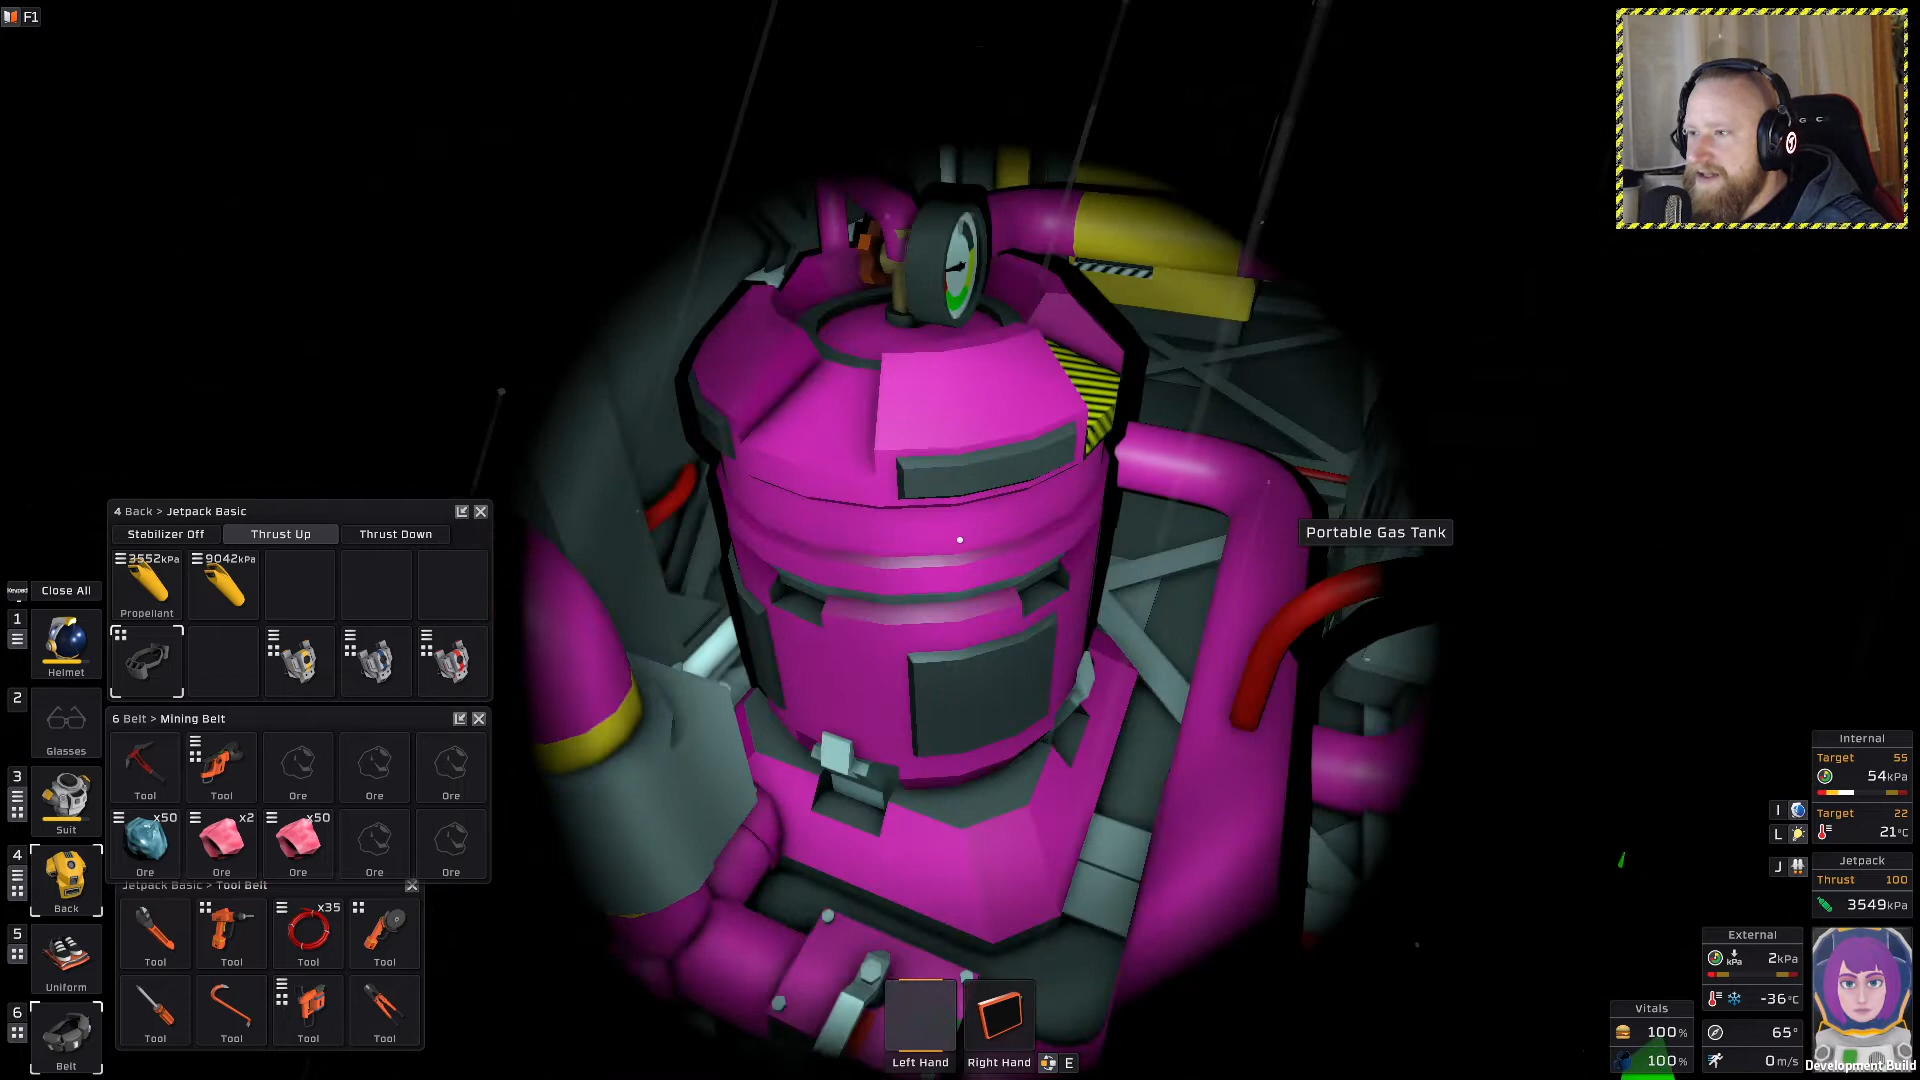 F1
Portable Gas Tank
4 Back > Jetpack Basic
Stabilizer Off Thrust Up Thrust Down
3552kPa 9042kPa
Propellant
Close All
1
Helmet
2
Glasses
3
Suit
4
Back
5
Uniform
6
Belt
6 Belt > Mining Belt
Tool Tool Ore Ore Ore
x50 x2 x50
Ore Ore Ore Ore Ore
Jetpack Basic > Tool Belt
x35
Tool Tool Tool Tool
Tool Tool Tool Tool
Left Hand Right Hand E
Internal
Target 55
54kPa
Target 22
21°C
I
L
J
Jetpack
Thrust 100
3549kPa
External
kPa 2kPa
-36°C
65°
0m/s
Vitals
100%
100%
Development Build